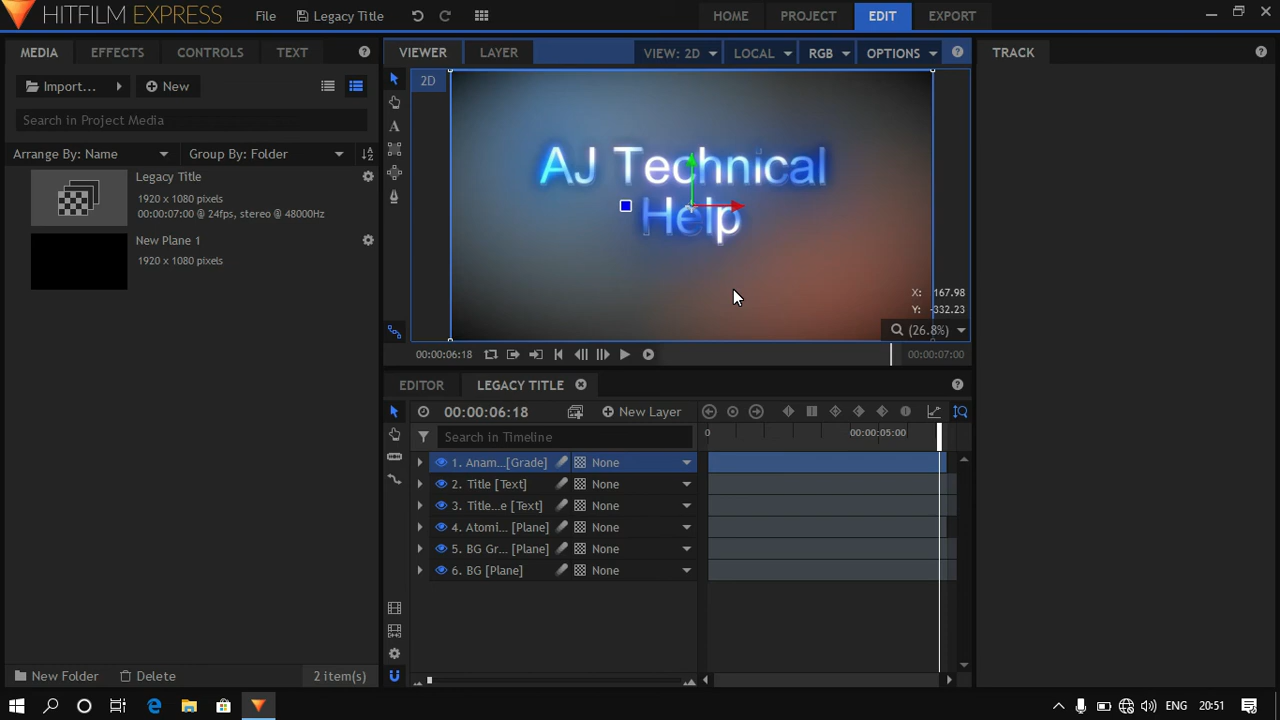 HITFILM EXPRESS
File
Legacy Title
HOME
PROJECT
EDIT
EXPORT
MEDIA
EFFECTS
CONTROLS
TEXT
?
VIEWER
LAYER
VIEW: 2D
LOCAL
RGB
OPTIONS
?
TRACK
?
Import...
New
2D
Search in Project Media
Arrange By: Name
Group By: Folder
Legacy Title
1920 x 1080 pixels
00:00:07:00 @ 24fps, stereo @ 48000Hz
New Plane 1
1920 x 1080 pixels
AJ Technical
Help
X: 167.98
Y: -332.23
(26.8%)
00:00:06:18
00:00:07:00
EDITOR
LEGACY TITLE
?
00:00:06:18
New Layer
Search in Timeline
0
00:00:05:00
1. Anam...[Grade]
None
2. Title [Text]
None
3. Title...e [Text]
None
4. Atomi... [Plane]
None
5. BG Gr... [Plane]
None
6. BG [Plane]
None
New Folder
Delete
2 item(s)
ENG
20:51